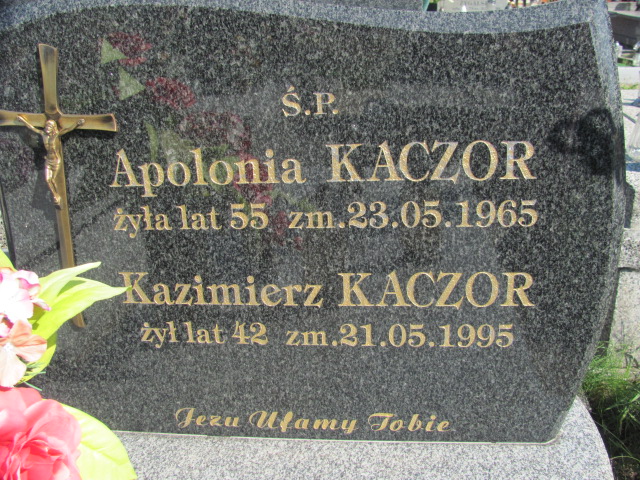 Ś.P.
Apolonia KACZOR
żyła lat 55 zm.23.05.1965
Kazimierz KACZOR
żył lat 42 zm.21.05.1995
Jezu Ufamy Tobie